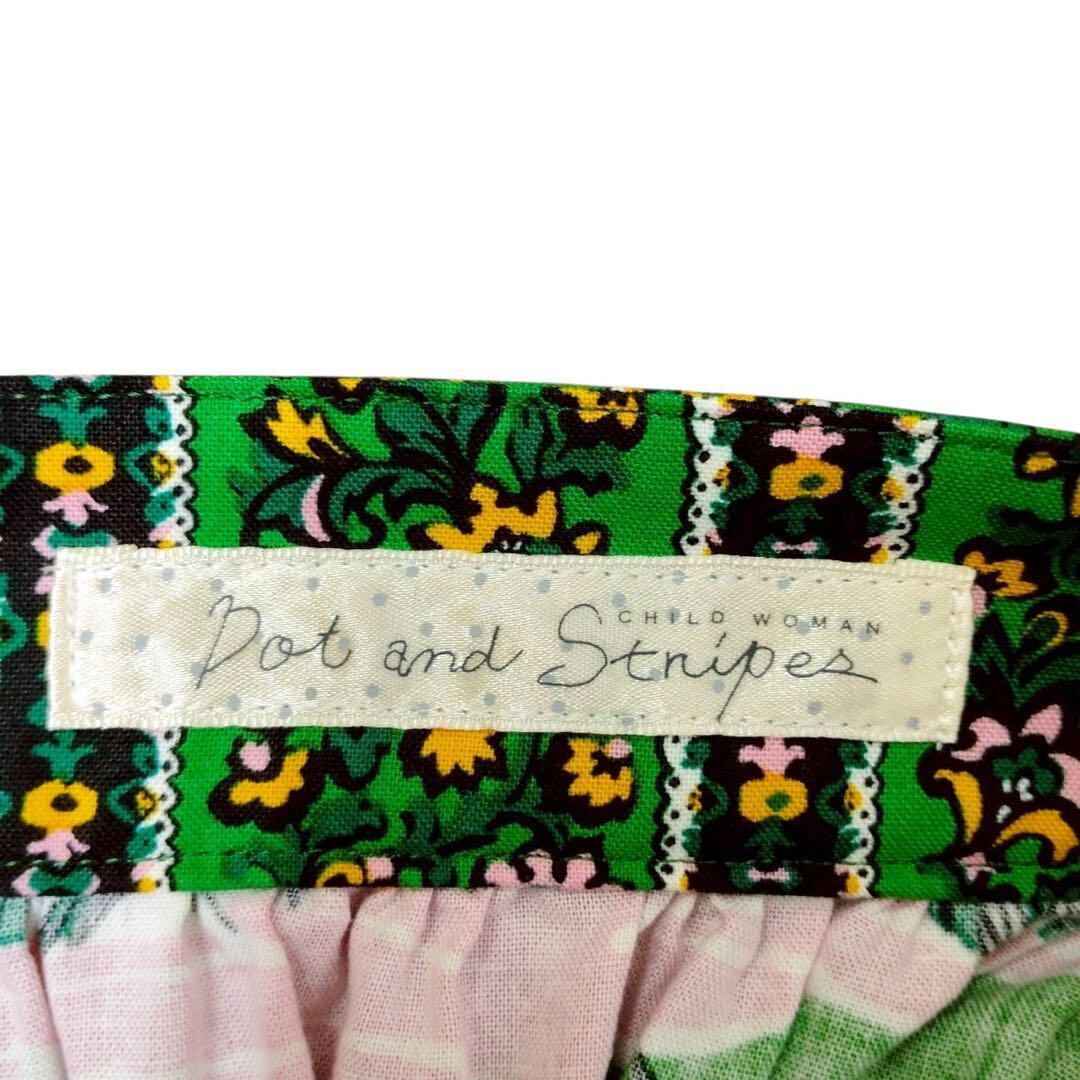 CHILD WOMAN
Dot and Stripes